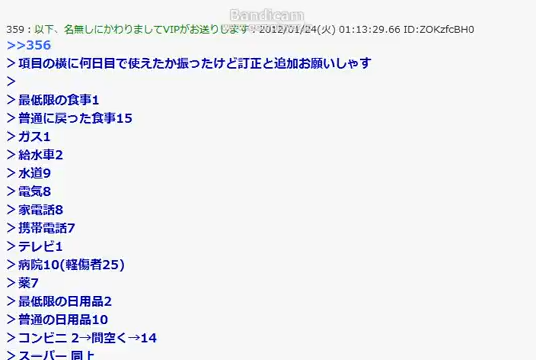 Bandicam
359：以下、名無しにかわりましてVIPがお送りします：2012/01/24(火) 01:13:29.66 ID:ZOKzfcBH0
>>356
＞項目の横に何日目で使えたか振ったけど訂正と追加お願いしゃす
＞
＞最低限の食事1
＞普通に戻った食事15
＞ガス1
＞給水車2
＞水道9
＞電気8
＞家電話8
＞携帯電話7
＞テレビ1
＞病院10(軽傷者25)
＞薬7
＞最低限の日用品2
＞普通の日用品10
＞コンビニ 2→間空く→14
＞スーパー 同上